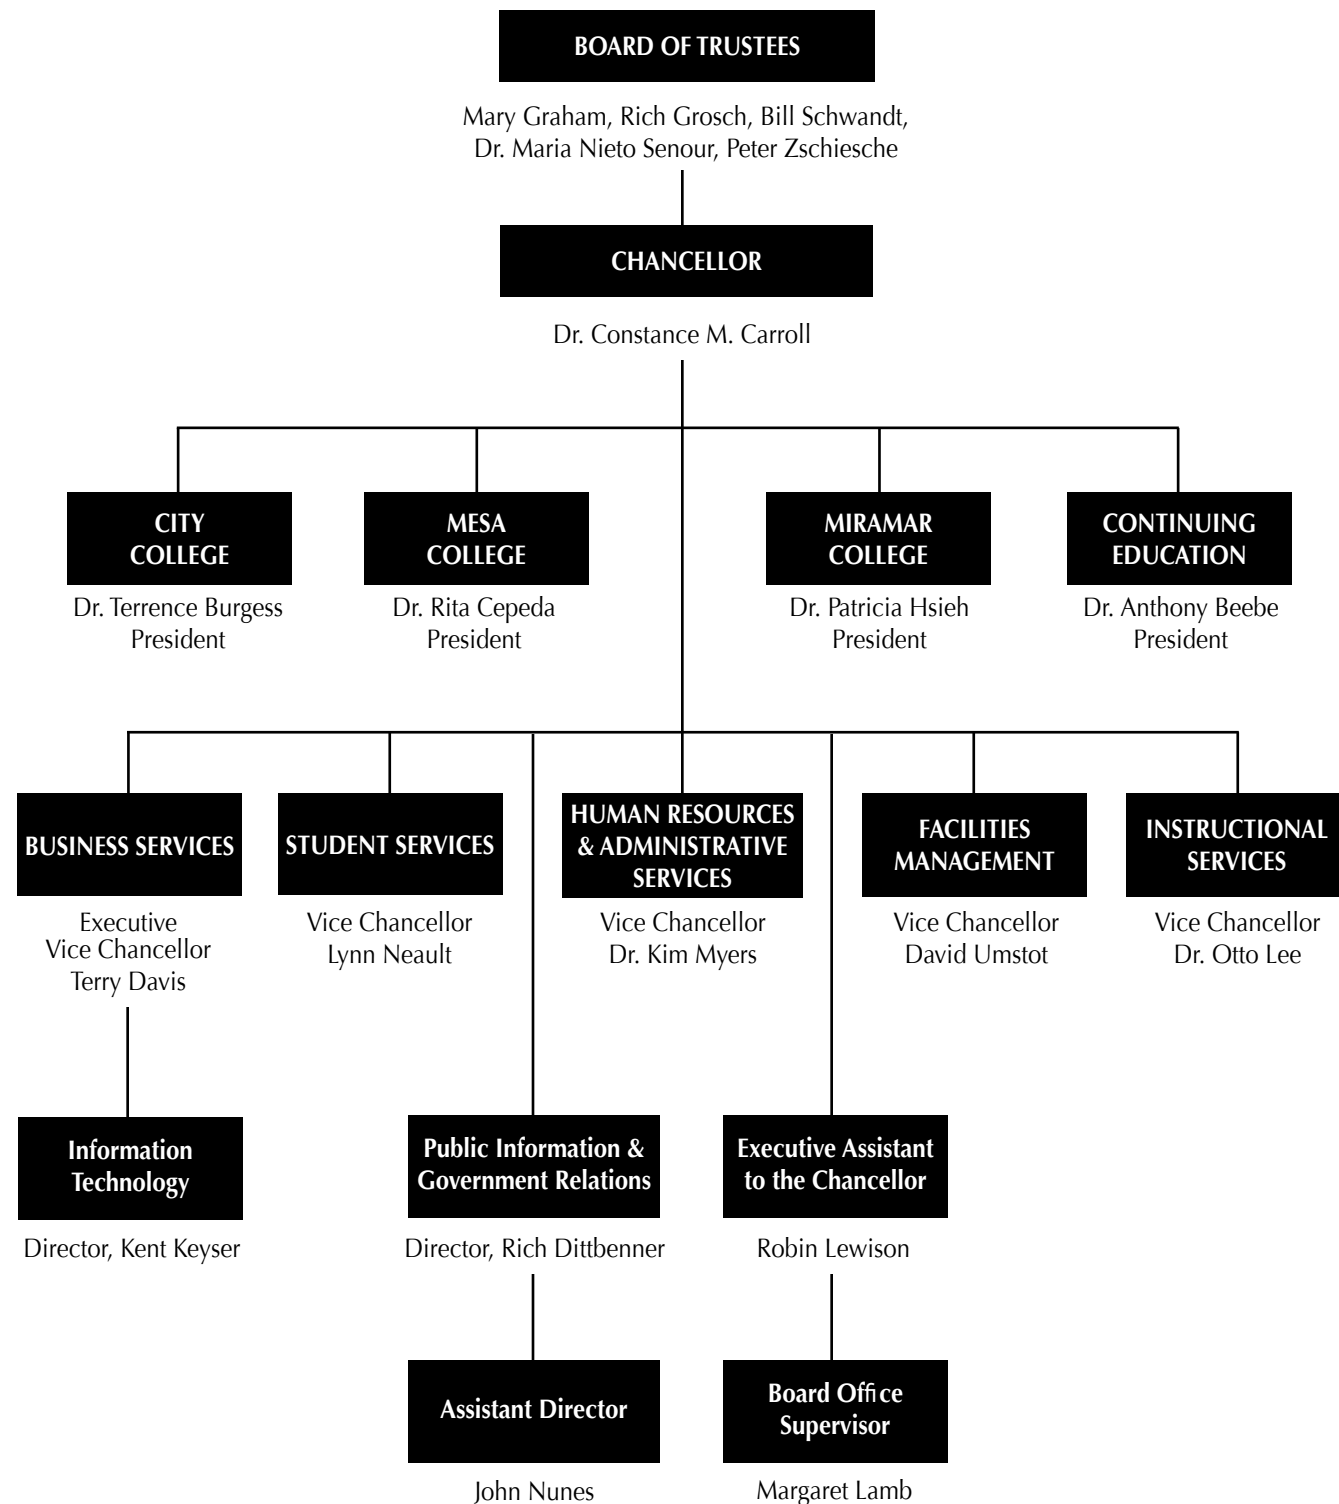 BOARD OF TRUSTEES
Mary Graham, Rich Grosch, Bill Schwandt,
Dr. Maria Nieto Senour, Peter Zschiesche
CHANCELLOR
Dr. Constance M. Carroll
CITY
COLLEGE
Dr. Terrence Burgess
President
MESA
COLLEGE
Dr. Rita Cepeda
President
MIRAMAR
COLLEGE
Dr. Patricia Hsieh
President
CONTINUING
EDUCATION
Dr. Anthony Beebe
President
BUSINESS SERVICES
Executive
Vice Chancellor
Terry Davis
STUDENT SERVICES
Vice Chancellor
Lynn Neault
HUMAN RESOURCES
& ADMINISTRATIVE
SERVICES
Vice Chancellor
Dr. Kim Myers
FACILITIES
MANAGEMENT
Vice Chancellor
David Umstot
INSTRUCTIONAL
SERVICES
Vice Chancellor
Dr. Otto Lee
Information
Technology
Director, Kent Keyser
Public Information &
Government Relations
Director, Rich Dittbenner
Executive Assistant
to the Chancellor
Robin Lewison
Assistant Director
John Nunes
Board Office
Supervisor
Margaret Lamb